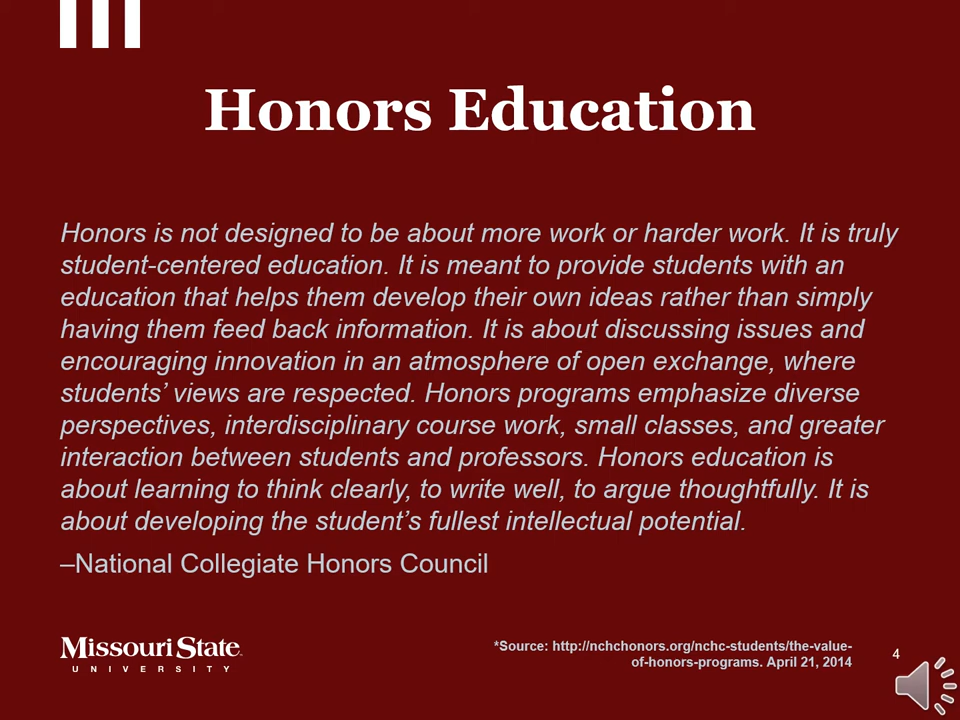 Honors Education
Honors is not designed to be about more work or harder work. It is truly
student-centered education. It is meant to provide students with an
education that helps them develop their own ideas rather than simply
having them feed back information. It is about discussing issues and
encouraging innovation in an atmosphere of open exchange, where
students’ views are respected. Honors programs emphasize diverse
perspectives, interdisciplinary course work, small classes, and greater
interaction between students and professors. Honors education is
about learning to think clearly, to write well, to argue thoughtfully. It is
about developing the student’s fullest intellectual potential.
–National Collegiate Honors Council
Missouri State
UNIVERSITY
*Source: http://nchchonors.org/nchc-students/the-value-
of-honors-programs. April 21, 2014
4